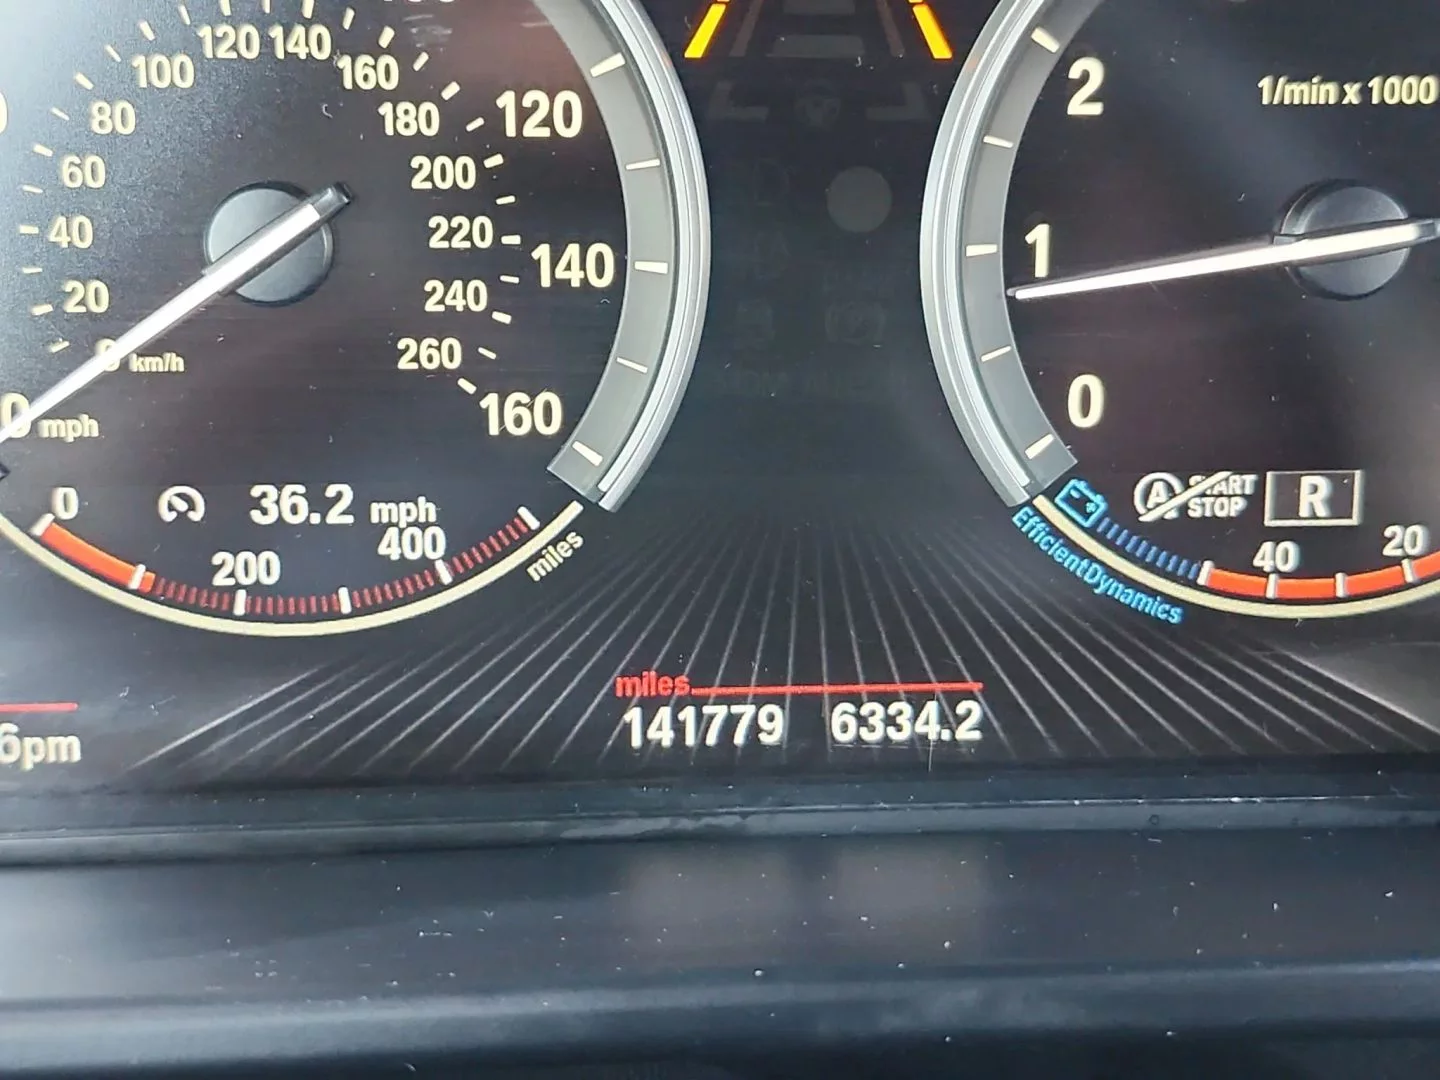 120 140
100
160
80
180
120
60
200
40
220
140
20
240
0 km/h
260
0 mph
160
0
36.2 mph
200
400
miles
2
1/min x 1000
1
0
A START STOP
R
EfficientDynamics
40
20
miles
6pm
141779 6334.2